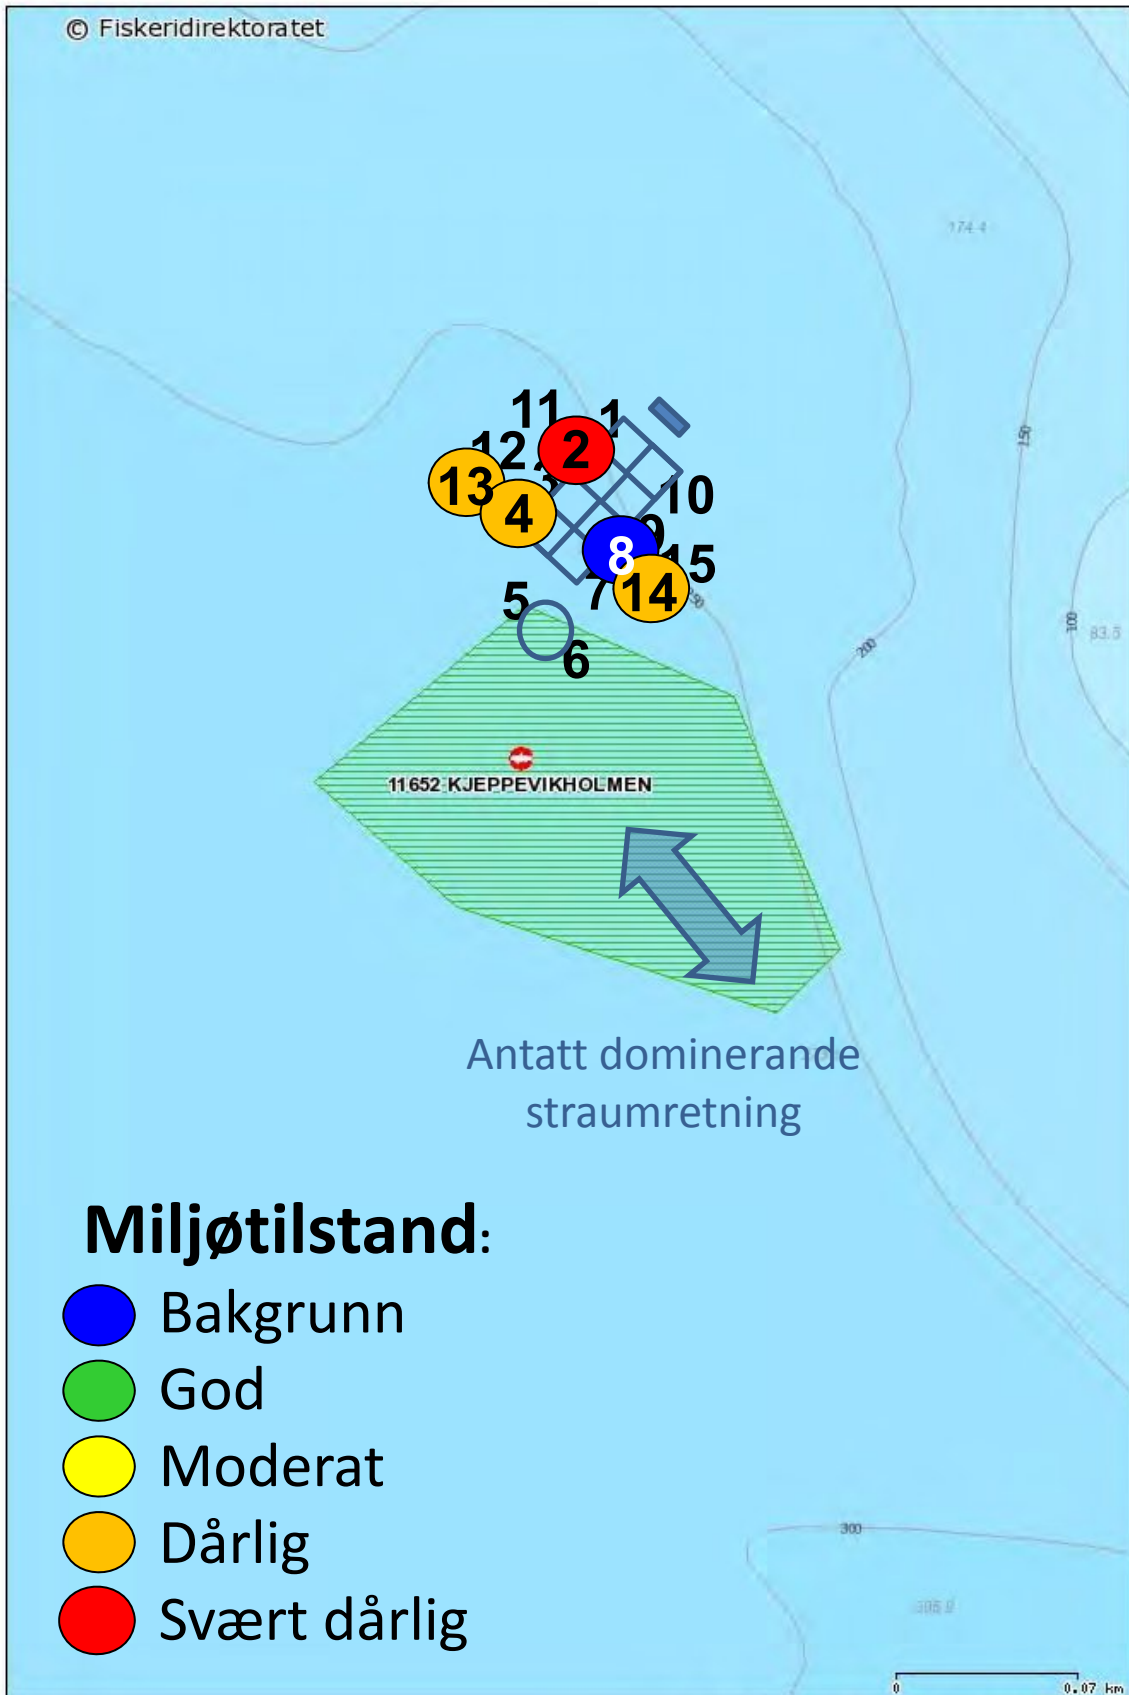 © Fiskeridirektoratet
174.4
150
11
1
12
2
3
13
4
10
9
8
15
7
14
5
6
100
83.5
200
11652 KJEPPEVIKHOLMEN
Antatt dominerande
straumretning
Miljøtilstand:
Bakgrunn
God
Moderat
Dårlig
Svært dårlig
300
0
0.07 km